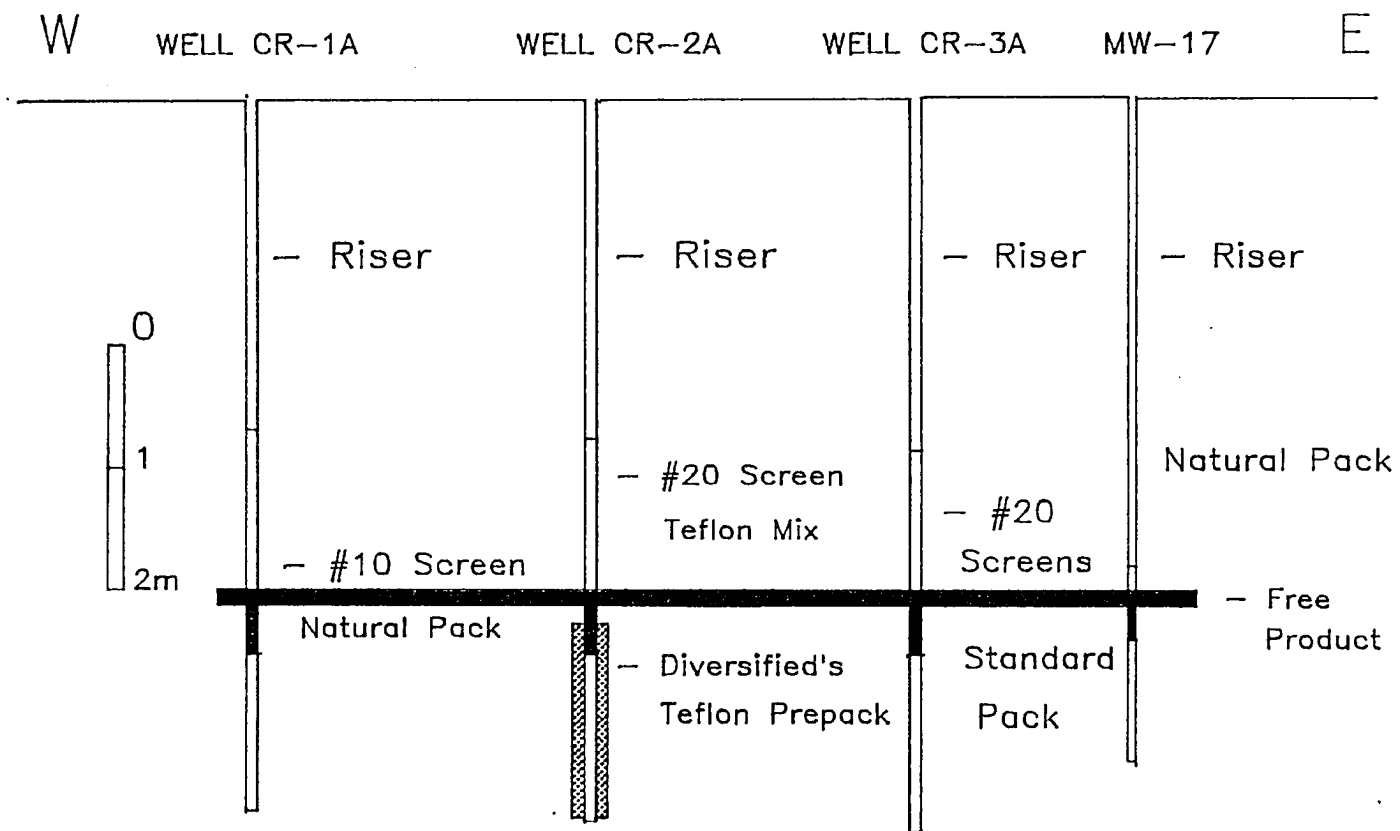 W WELL CR-1A WELL CR-2A WELL CR-3A MW-17 E
- Riser - Riser - Riser - Riser
0
1
2m
Natural Pack
- #20 Screen
Teflon Mix
- #20
Screens
- #10 Screen
- Free
Product
Natural Pack
- Diversified's
Teflon Prepack
Standard
Pack